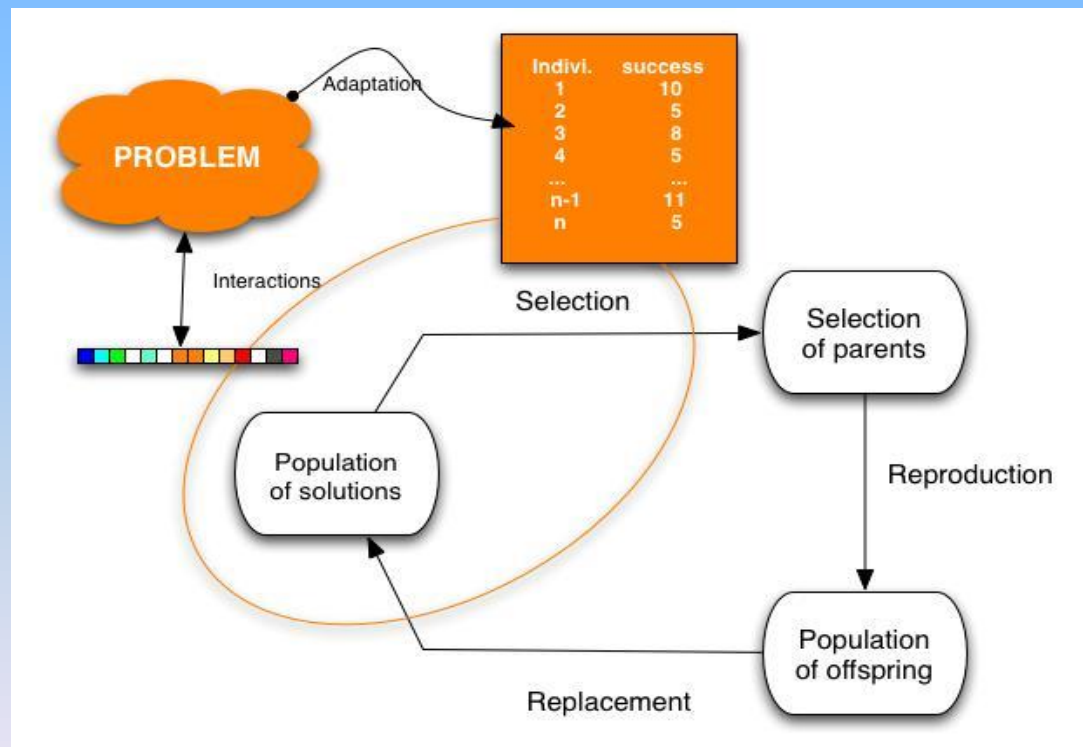 Adaptation
Indivi. success
1 10
2 5
3 8
4 5
... ...
n-1 11
n 5
PROBLEM
Interactions
Selection
Selection
of parents
Population
of solutions
Reproduction
Population
of offspring
Replacement